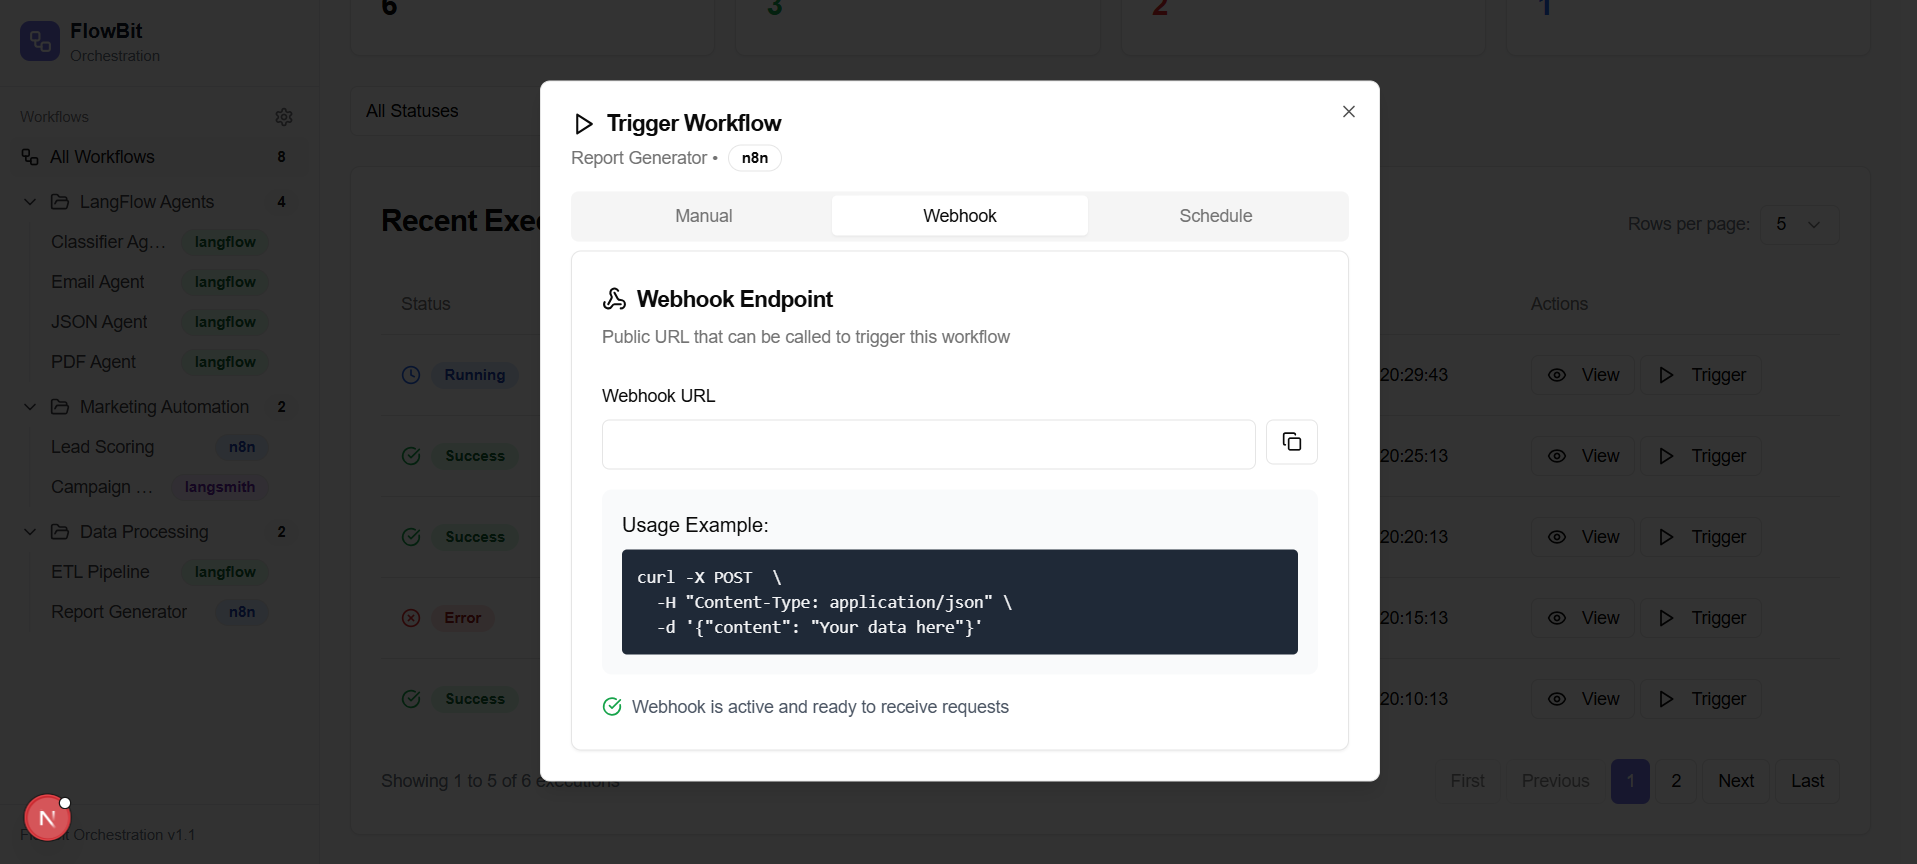 FlowBit
Orchestration
Workflows
All Workflows 8
LangFlow Agents 4
Classifier Ag... langflow
Email Agent langflow
JSON Agent langflow
PDF Agent langflow
Marketing Automation 2
Lead Scoring n8n
Campaign ... langsmith
Data Processing 2
ETL Pipeline langflow
Report Generator n8n
N
Orchestration v1.1
6 3 2 1
All Statuses
Recent Exe
Rows per page: 5
Status Actions
Running 20:29:43 View Trigger
Success 20:25:13 View Trigger
Success 20:20:13 View Trigger
Error 20:15:13 View Trigger
Success 20:10:13 View Trigger
Showing 1 to 5 of 6 executions
First Previous 1 2 Next Last
Trigger Workflow
Report Generator • n8n
Manual Webhook Schedule
Webhook Endpoint
Public URL that can be called to trigger this workflow
Webhook URL
Usage Example:
curl -X POST  \
  -H "Content-Type: application/json" \
  -d '{"content": "Your data here"}'
Webhook is active and ready to receive requests